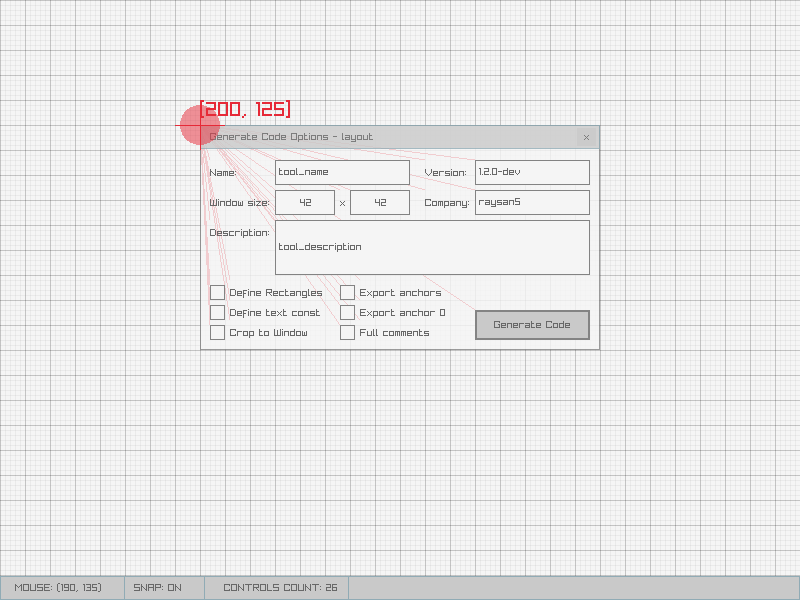 [200, 125]
Generate Code Options - layout ×
Name: tool_name Version: 1.2.0-dev
Window size: 42 x 42 Company: raysan5
Description: tool_description
Define Rectangles Export anchors
Define text const Export anchor 0
Crop to Window Full comments
Generate Code
MOUSE: (190, 135) SNAP: ON CONTROLS COUNT: 26